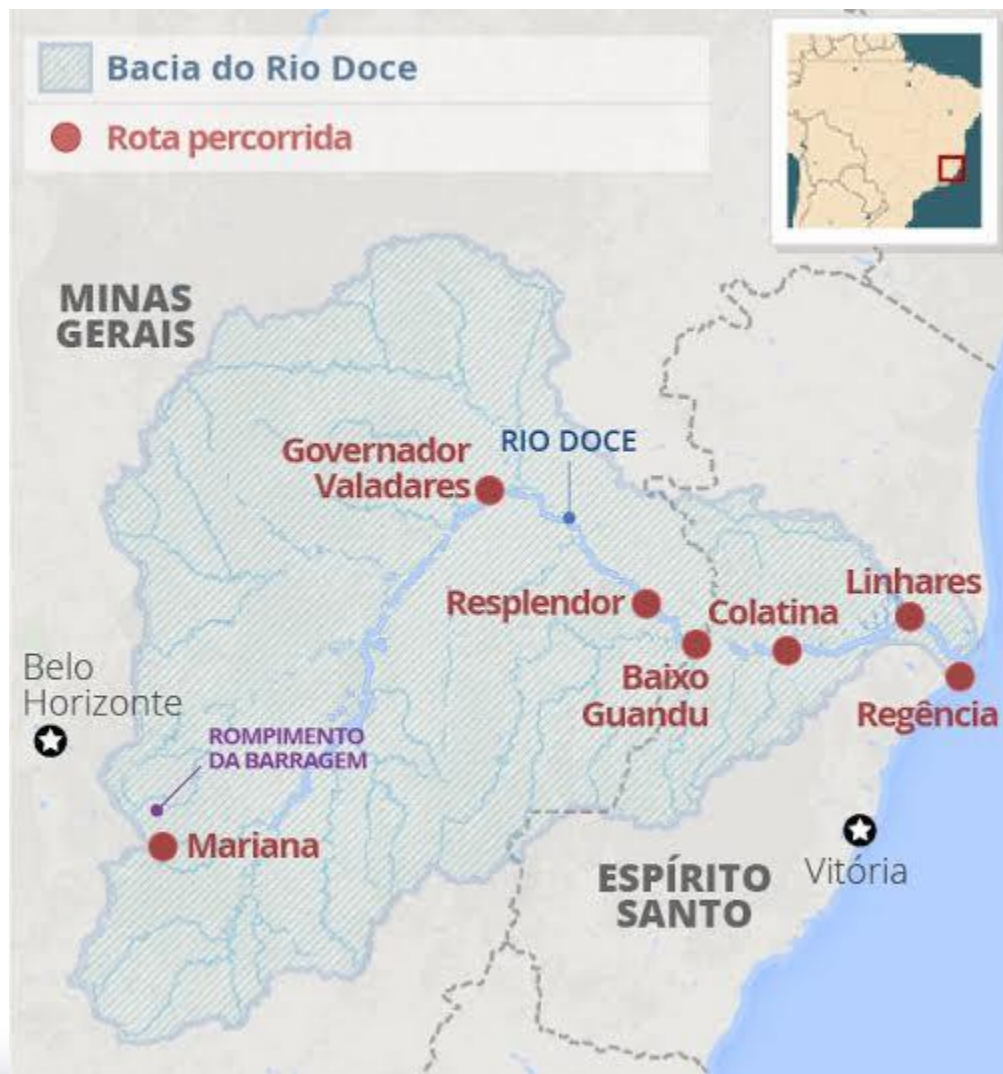 Bacia do Rio Doce
Rota percorrida
MINAS
GERAIS
Governador
Valadares
RIO DOCE
Resplendor
Colatina
Linhares
Baixo
Guandu
Regência
Belo
Horizonte
ROMPIMENTO
DA BARRAGEM
Mariana
ESPÍRITO
SANTO
Vitória